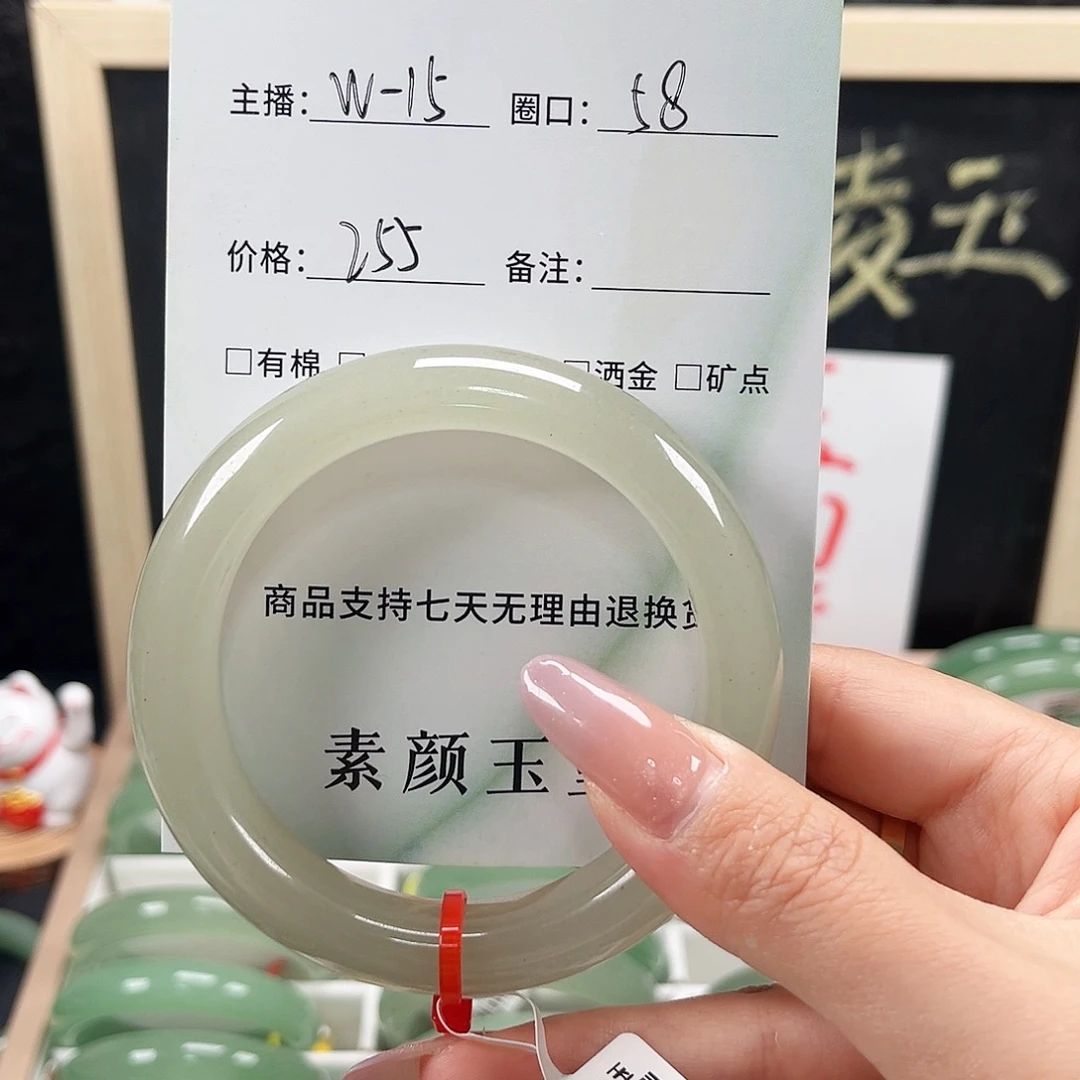 主播: W-15 圈口: 58
价格: 255 备注:
□有棉 □洒金 □矿点
商品支持七天无理由退换
素颜玉
玉